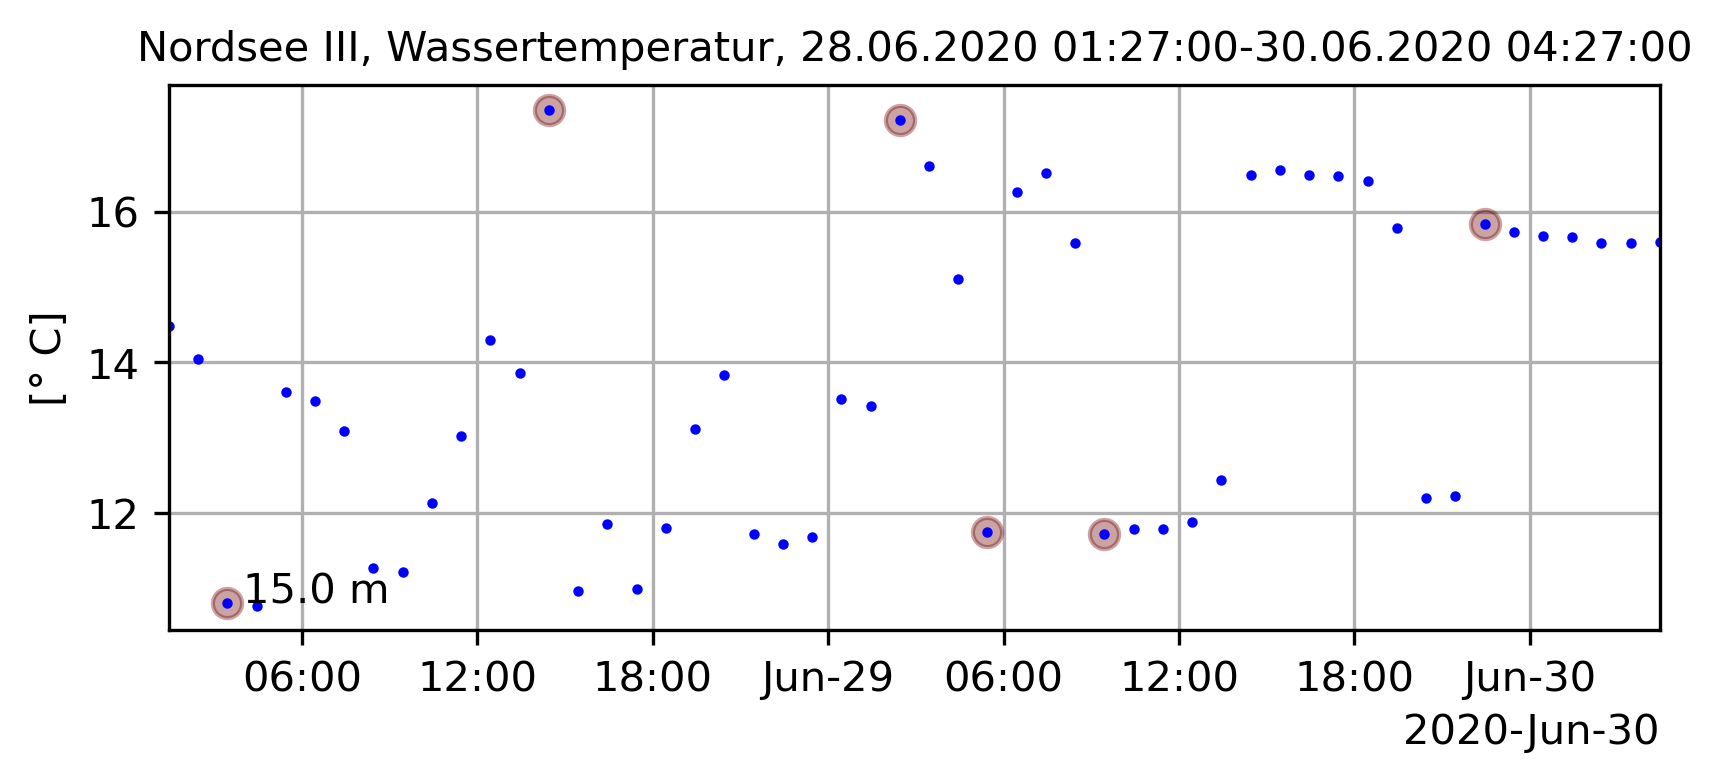 Nordsee III, Wassertemperatur, 28.06.2020 01:27:00-30.06.2020 04:27:00
[° C]
16
14
12
15.0 m
06:00 12:00 18:00 Jun-29 06:00 12:00 18:00 Jun-30
2020-Jun-30